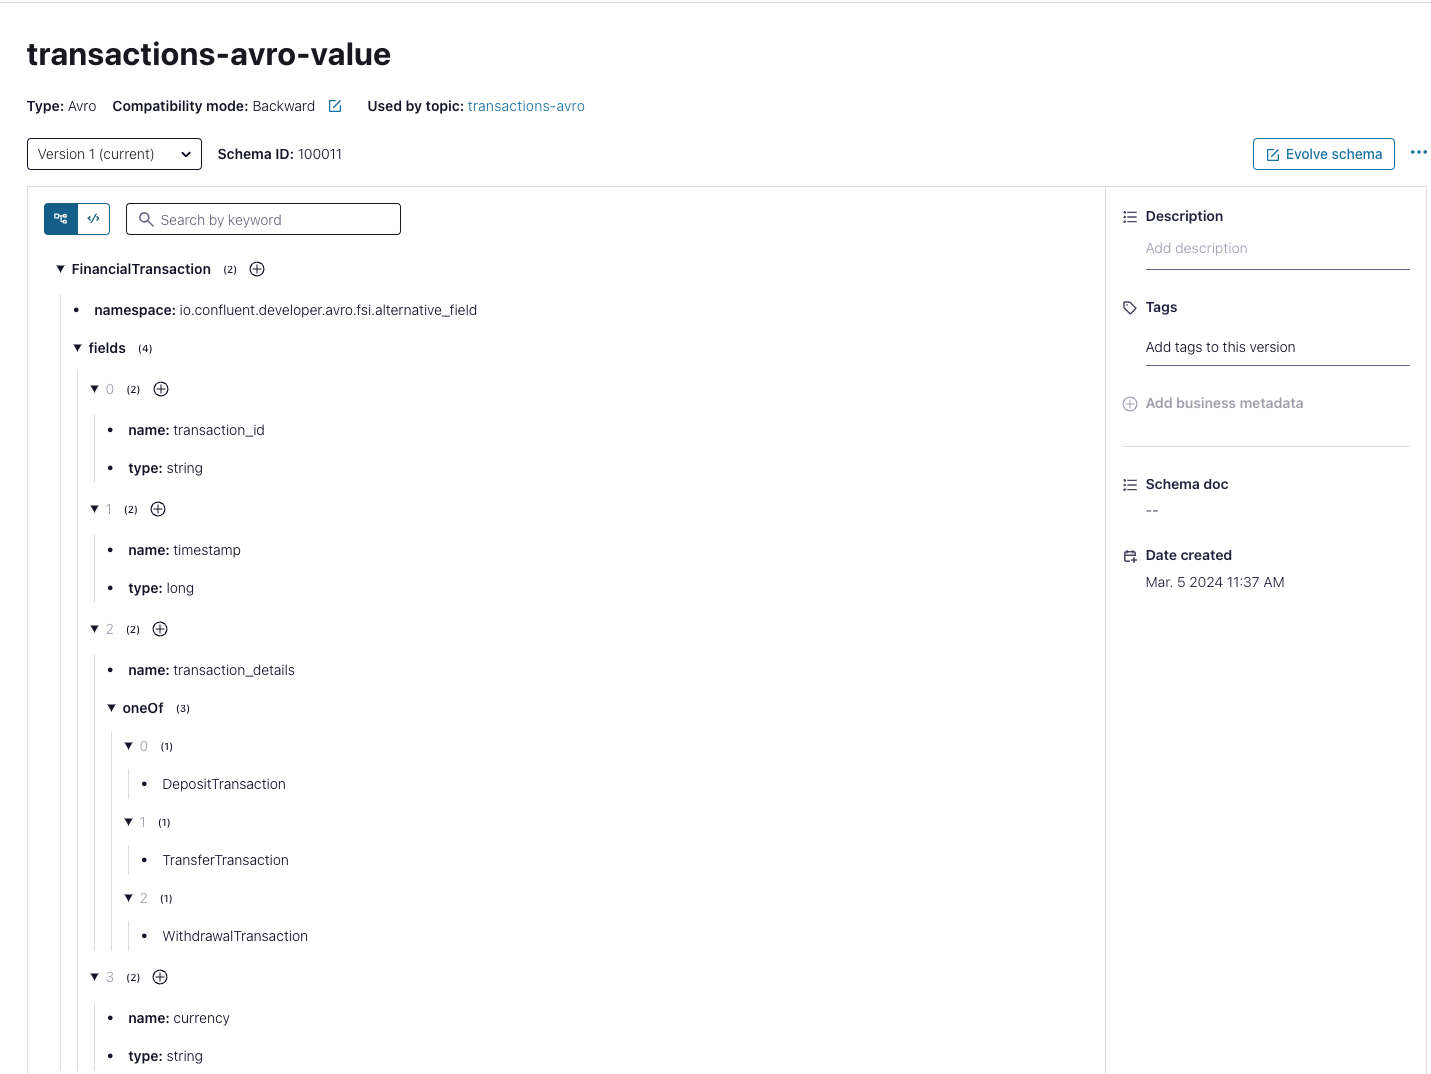 transactions-avro-value
Type: Avro Compatibility mode: Backward Used by topic: transactions-avro
Version 1 (current) Schema ID: 100011 Evolve schema
Search by keyword
FinancialTransaction (2)
namespace: io.confluent.developer.avro.fsi.alternative_field
fields (4)
0 (2)
name: transaction_id
type: string
1 (2)
name: timestamp
type: long
2 (2)
name: transaction_details
oneOf (3)
0 (1)
DepositTransaction
1 (1)
TransferTransaction
2 (1)
WithdrawalTransaction
3 (2)
name: currency
type: string
Description
Add description
Tags
Add tags to this version
Add business metadata
Schema doc
--
Date created
Mar. 5 2024 11:37 AM